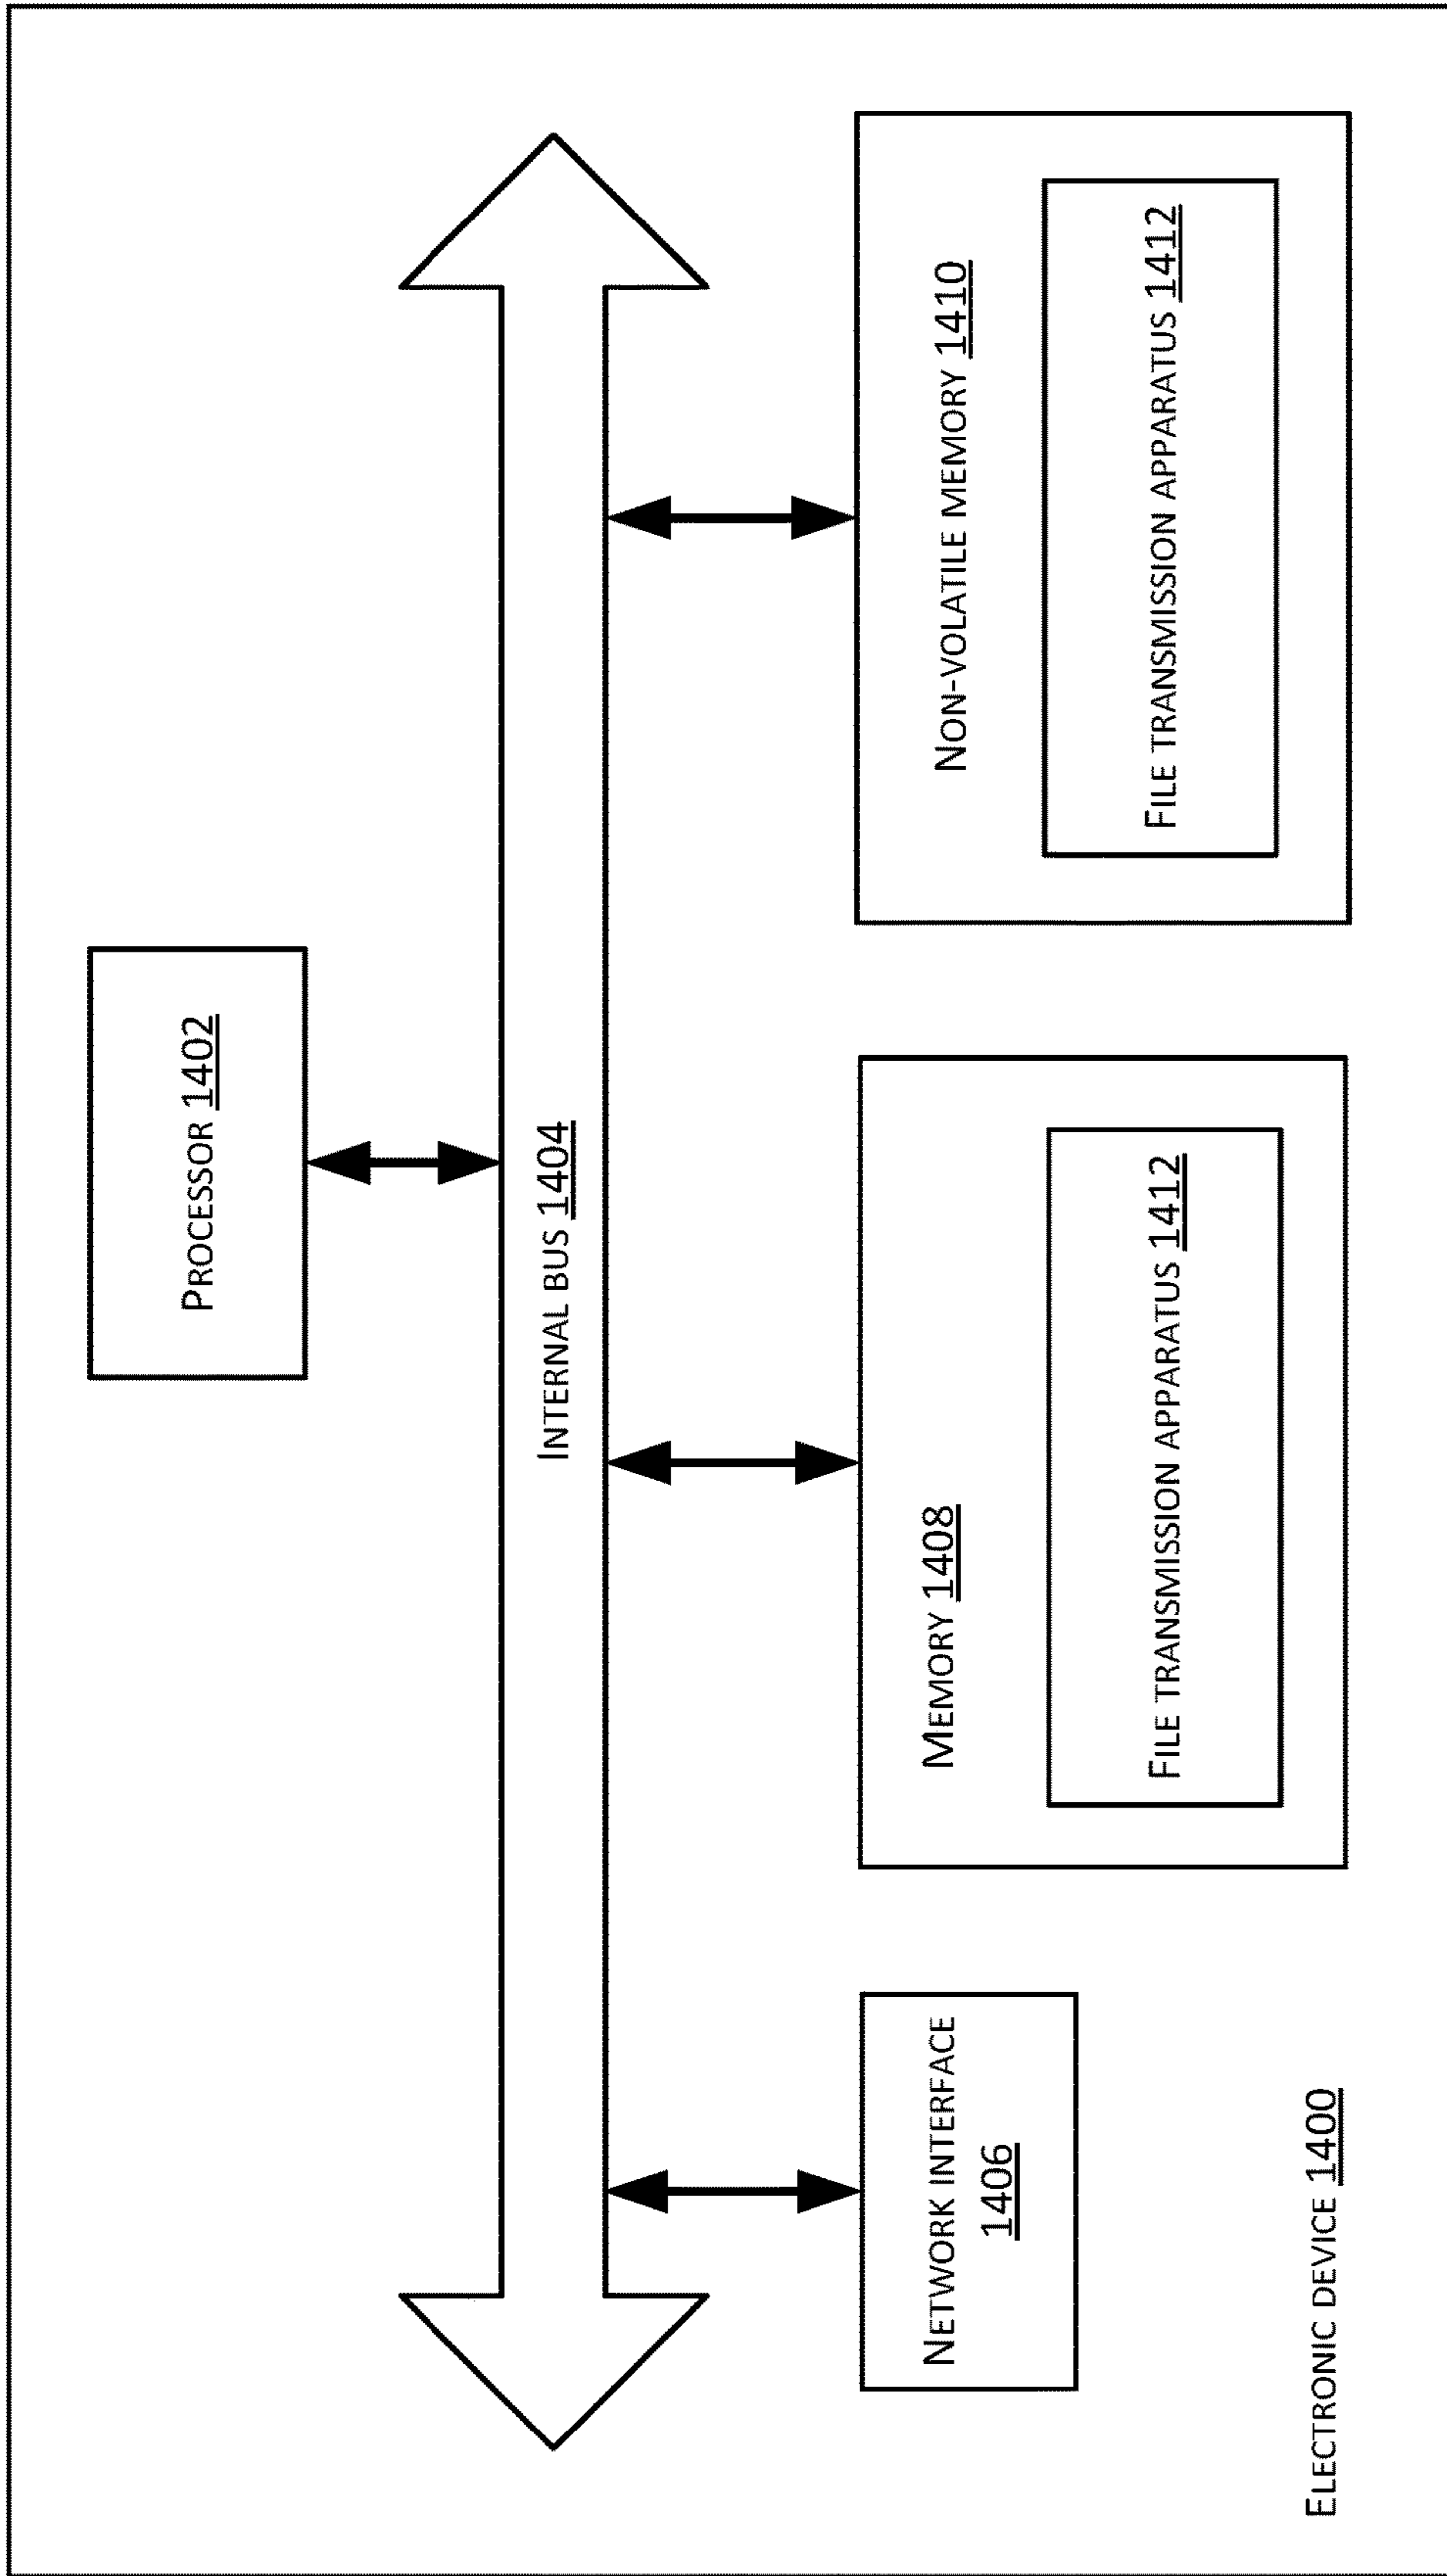 PROCESSOR 1402
INTERNAL BUS 1404
NETWORK INTERFACE
1406
MEMORY 1408
FILE TRANSMISSION APPARATUS 1412
NON-VOLATILE MEMORY 1410
FILE TRANSMISSION APPARATUS 1412
ELECTRONIC DEVICE 1400